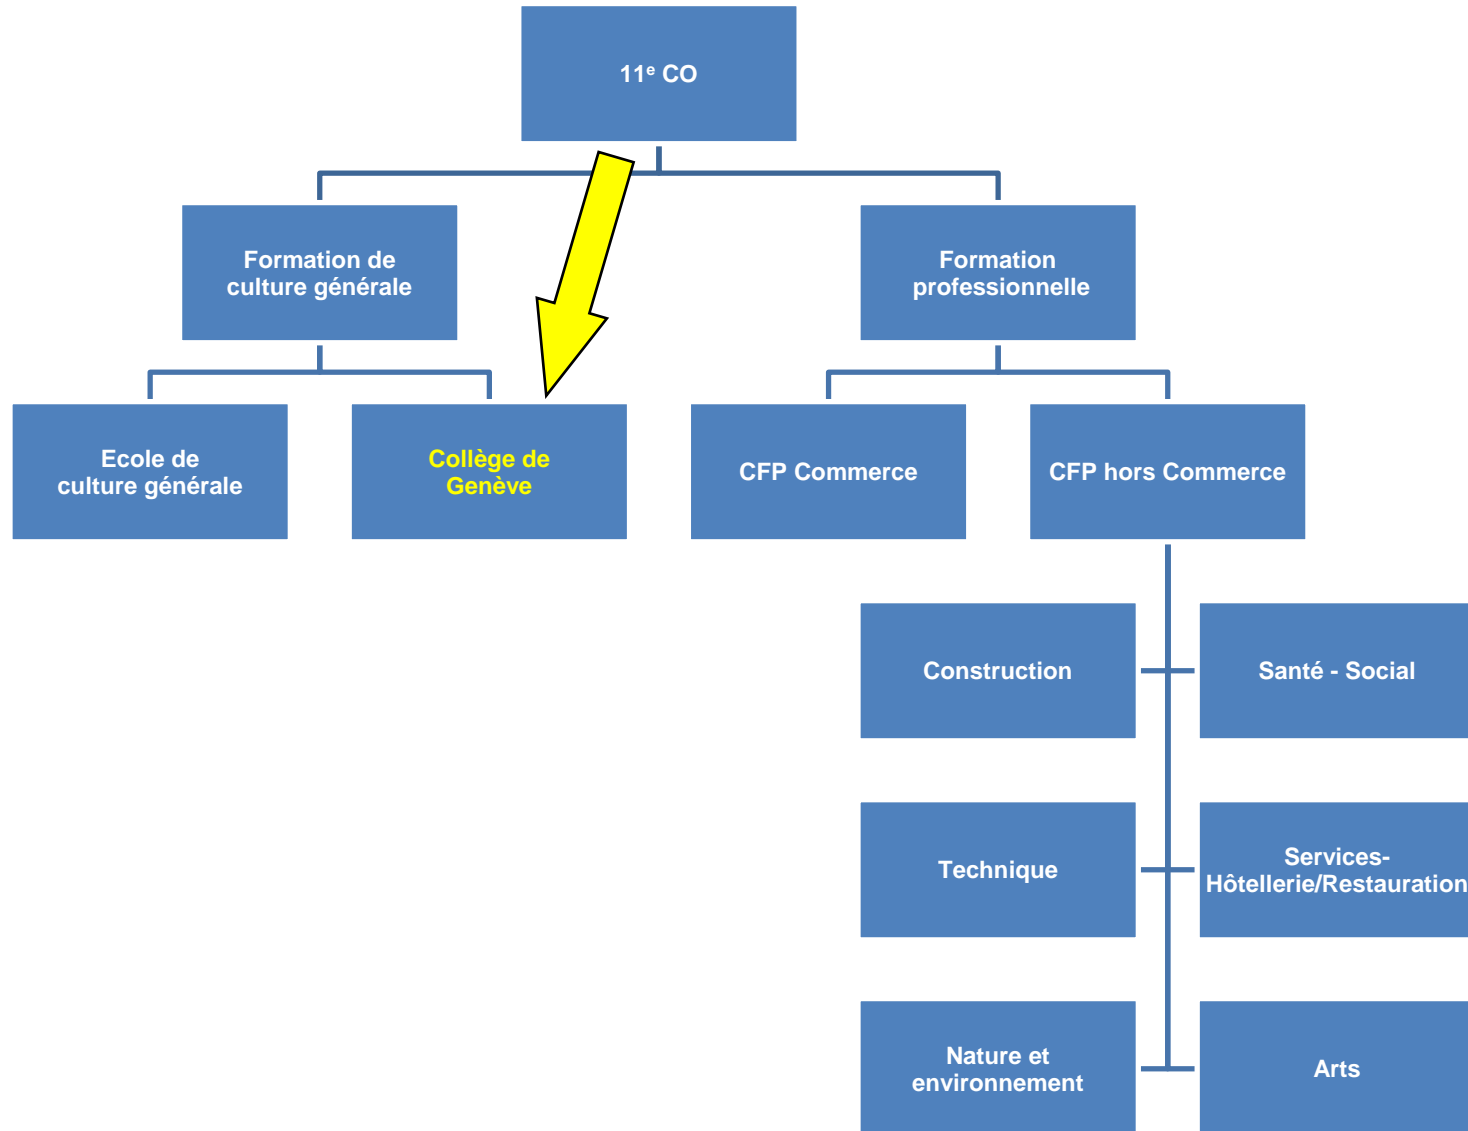 11ᵉ CO
Formation de
culture générale
Formation
professionnelle
Ecole de
culture générale
Collège de
Genève
CFP Commerce
CFP hors Commerce
Construction
Santé - Social
Technique
Services-
Hôtellerie/Restauration
Nature et
environnement
Arts